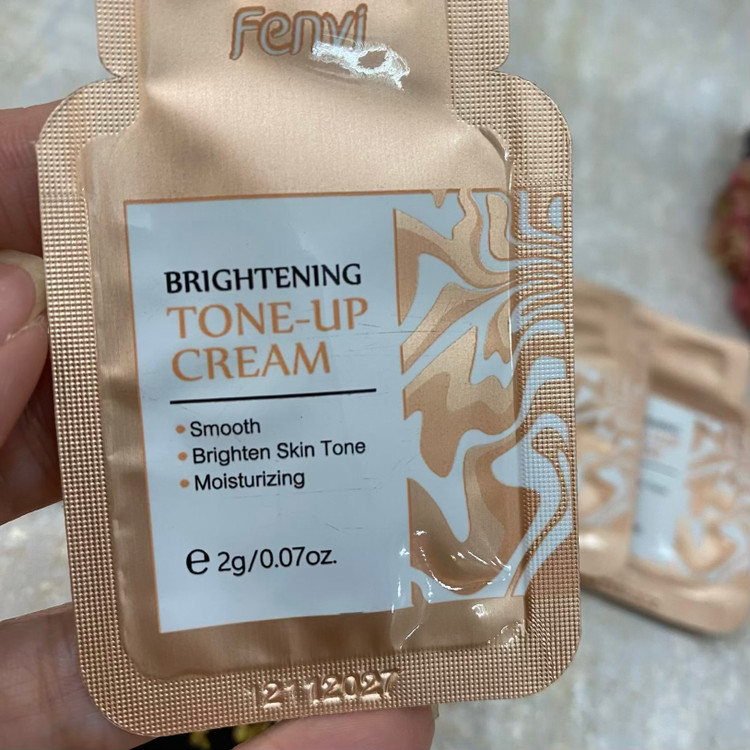 Fenyi
BRIGHTENING
TONE-UP
CREAM
• Smooth
• Brighten Skin Tone
• Moisturizing
e 2g/0.07oz.
12112027